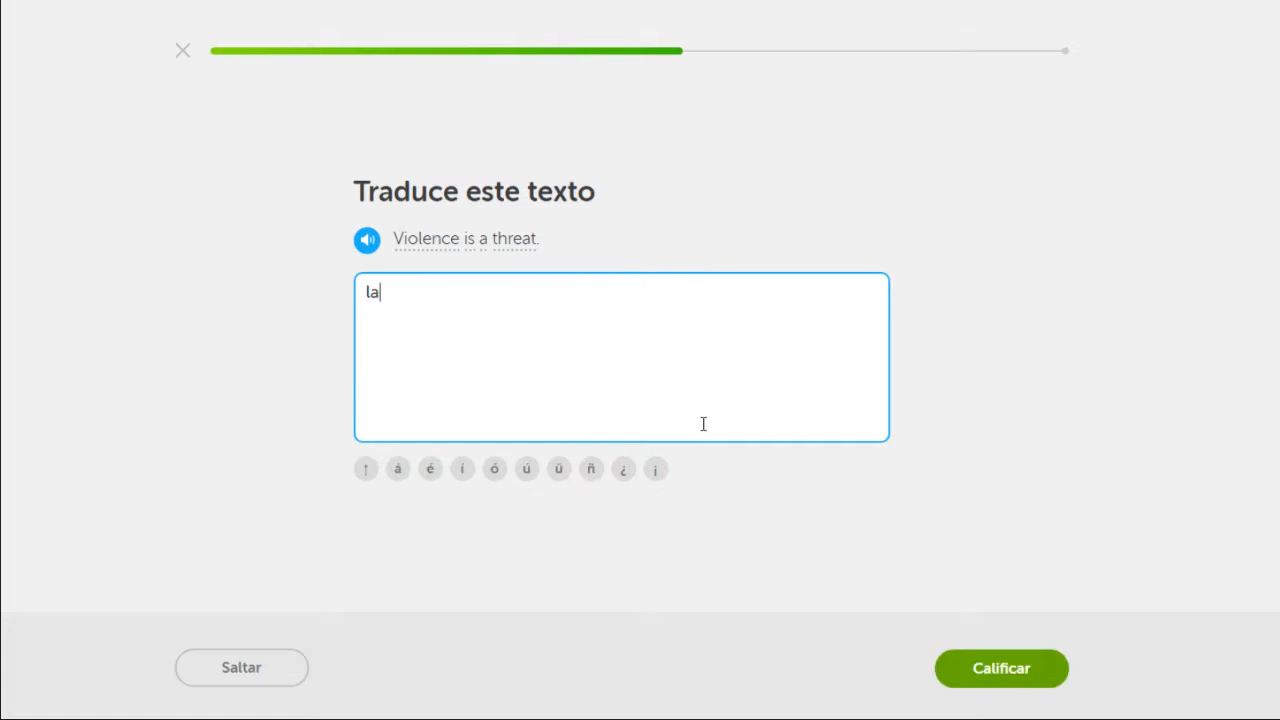 Traduce este texto
Violence is a threat.
la
↑ á é í ó ú ü ñ ¿ ¡
Saltar
Calificar